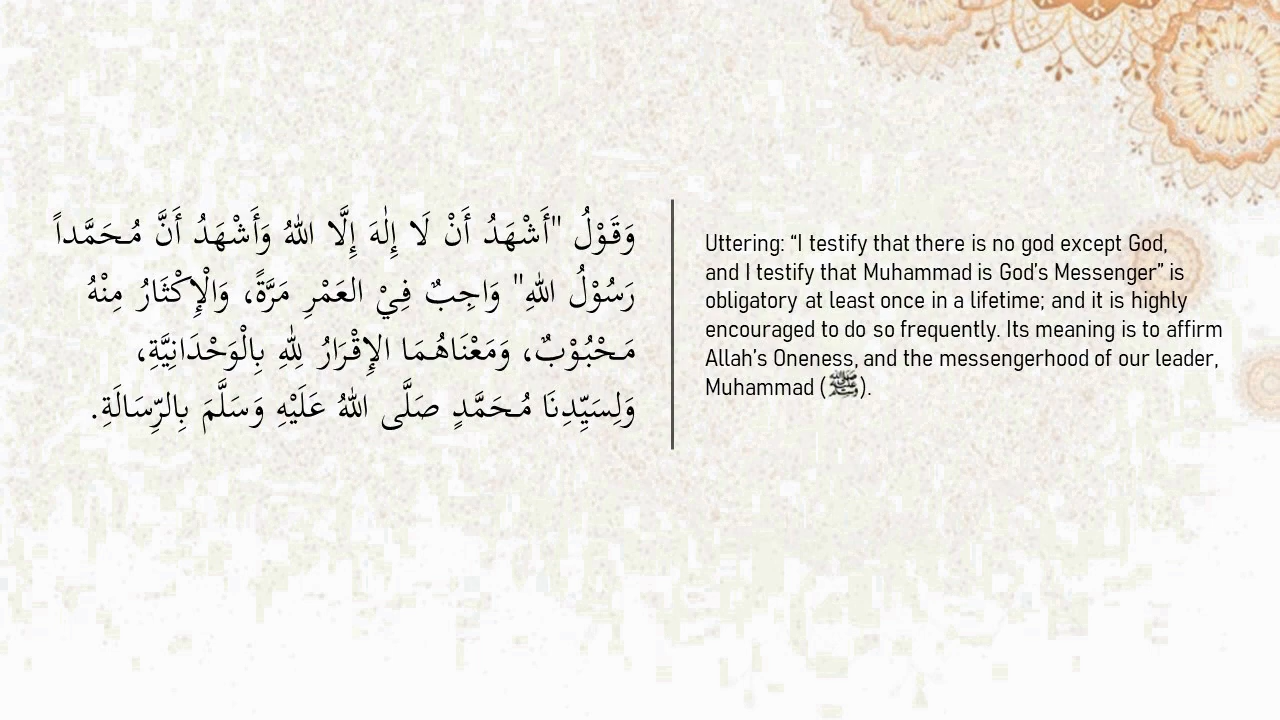 وَقَوْلُ "أَشْهَدُ أَنْ لَا إِلٰهَ إِلَّا اللهُ وَأَشْهَدُ أَنَّ مُحَمَّداً
رَسُوْلُ اللهِ" وَاجِبٌ فِيْ العَمْرِ مَرَّةً، وَالْإِكْثَارُ مِنْهُ
مَحْبُوْبٌ، وَمَعْنَاهُمَا الإِقْرَارُ لِلّٰهِ بِالْوَحْدَانِيَّةِ،
وَلِسَيِّدِنَا مُحَمَّدٍ صَلَّى اللهُ عَلَيْهِ وَسَلَّمَ بِالرِّسَالَةِ.
Uttering: “I testify that there is no god except God,
and I testify that Muhammad is God’s Messenger” is
obligatory at least once in a lifetime; and it is highly
encouraged to do so frequently. Its meaning is to affirm
Allah’s Oneness, and the messengerhood of our leader,
Muhammad (ﷺ).